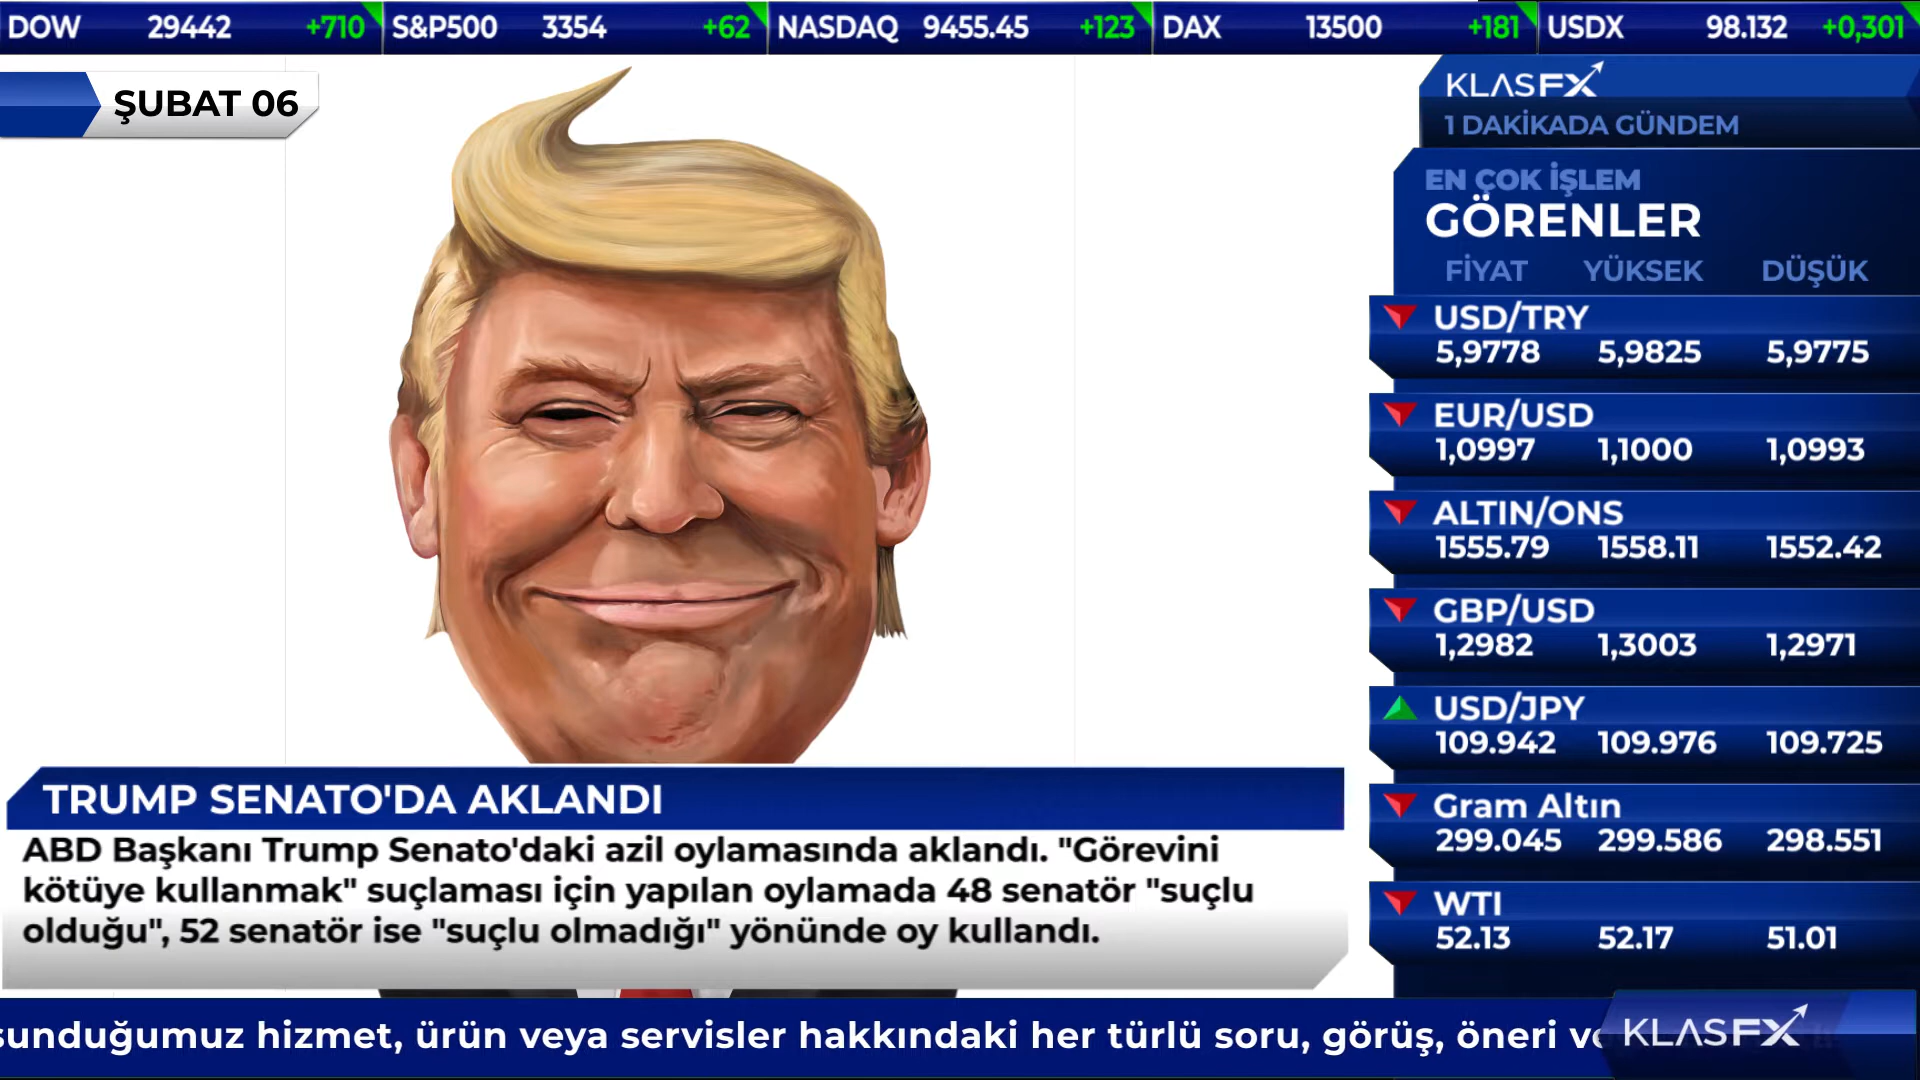 DOW 29442 +710 S&P500 3354 +62 NASDAQ 9455.45 +123 DAX 13500 +181 USDX 98.132 +0,301
ŞUBAT 06
KLASFX
1 DAKİKADA GÜNDEM
EN ÇOK İŞLEM
GÖRENLER
FİYAT YÜKSEK DÜŞÜK
USD/TRY
5,9778 5,9825 5,9775
EUR/USD
1,0997 1,1000 1,0993
ALTIN/ONS
1555.79 1558.11 1552.42
GBP/USD
1,2982 1,3003 1,2971
USD/JPY
109.942 109.976 109.725
Gram Altın
299.045 299.586 298.551
WTI
52.13 52.17 51.01
TRUMP SENATO'DA AKLANDI
ABD Başkanı Trump Senato'daki azil oylamasında aklandı. "Görevini
kötüye kullanmak" suçlaması için yapılan oylamada 48 senatör "suçlu
olduğu", 52 senatör ise "suçlu olmadığı" yönünde oy kullandı.
sunduğumuz hizmet, ürün veya servisler hakkındaki her türlü soru, görüş, öneri ve
KLASFX